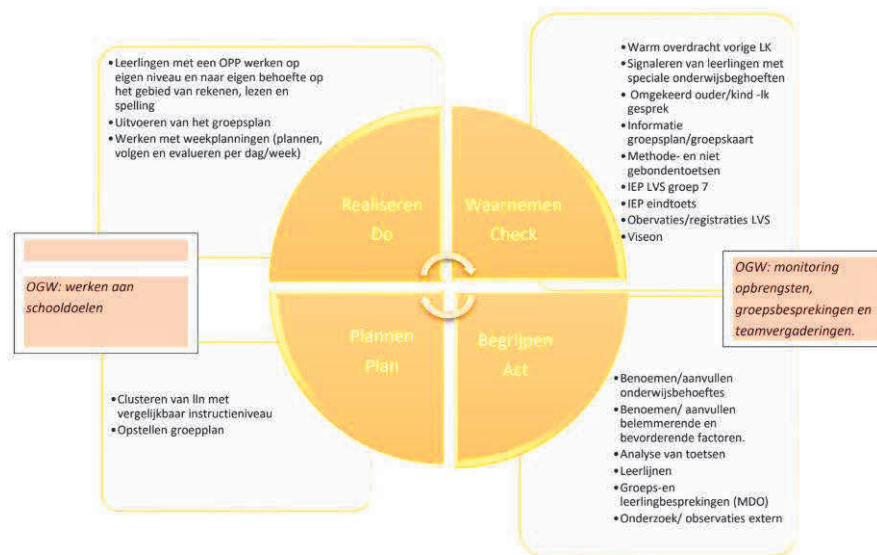 •Leerlingen met een OPP werken op
eigen niveau en naar eigen behoefte op
het gebied van rekenen, lezen en
spelling
•Uitvoeren van het groepsplan
•Werken met weekplanningen (plannen,
volgen en evalueren per dag/week)
•Warm overdracht vorige LK
•Signaleren van leerlingen met
speciale onderwijsbeghoeften
• Omgekeerd ouder/kind -lk
gesprek
•Informatie
groepsplan/groepskaart
•Methode- en niet
gebondentoetsen
•IEP LVS groep 7
•IEP eindtoets
•Obervaties/registraties LVS
•Viseon
Realiseren
Do
Waarnemen
Check
OGW: werken aan
schooldoelen
OGW: monitoring
opbrengsten,
groepsbesprekingen en
teamvergaderingen.
Plannen
Plan
Begrijpen
Act
•Clusteren van lln met
vergelijkbaar instructieniveau
•Opstellen groepplan
•Benoemen/aanvullen
onderwijsbehoeftes
•Benoemen/ aanvullen
belemmerende en
bevorderende factoren.
•Analyse van toetsen
•Leerlijnen
•Groeps-en
leerlingbesprekingen (MDO)
•Onderzoek/ observaties extern